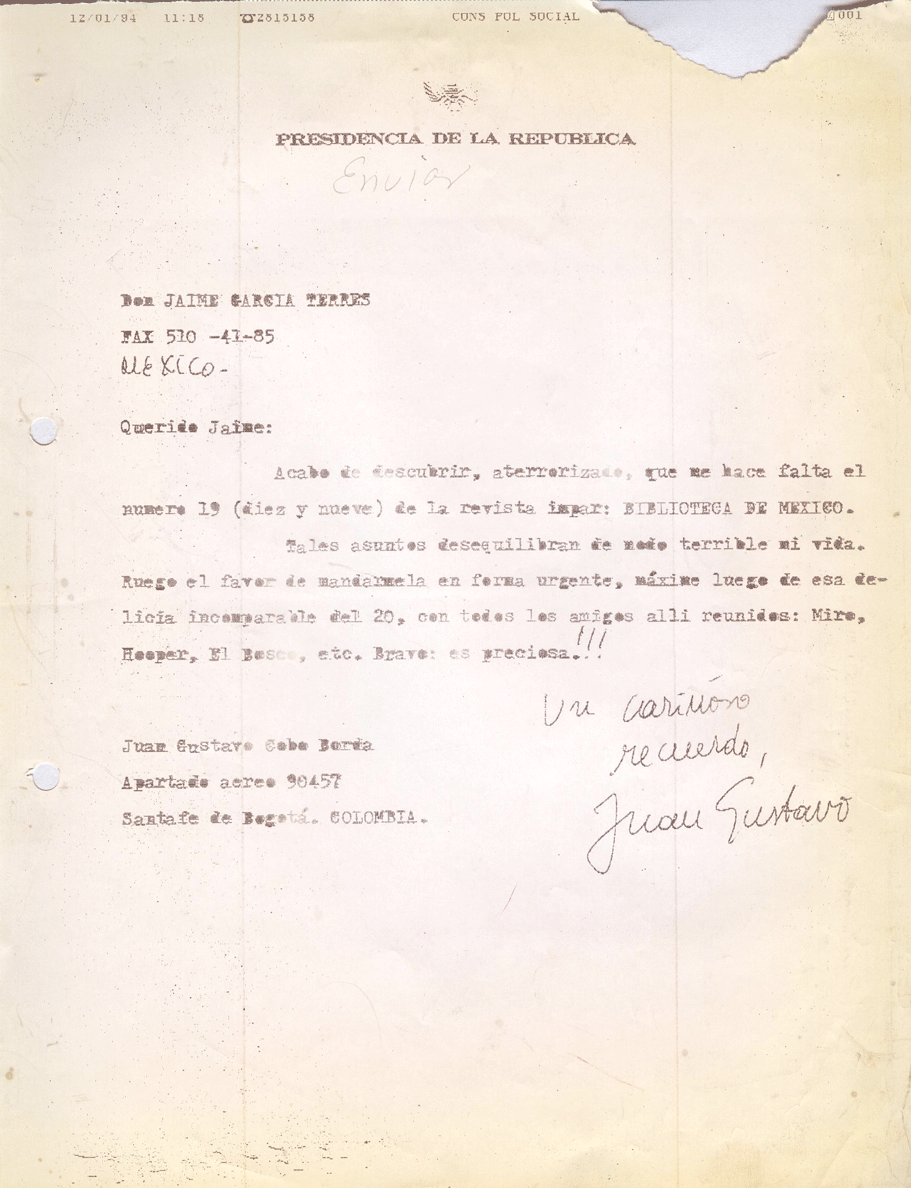 12/01/94 11:18 ☎2815158 CONS POL SOCIAL 001
PRESIDENCIA DE LA REPUBLICA
Enviar
Don JAIME GARCIA TERRES
FAX 510 -41-85
MEXICO-
Querido Jaime:
Acabo de descubrir, aterrorizado, que me hace falta el
numero 19 (diez y nueve) de la revista impar: BIBLIOTECA DE MEXICO.
Tales asuntos desequilibran de modo terrible mi vida.
Ruego el favor de mandarmela en forma urgente, máxime luego de esa de-
licia incomparable del 20, con todos los amigos alli reunidos: Miro,
Hooper, El Bosco, etc. Bravo: es preciosa.!!!
Un cariñoso
recuerdo,
Juan Gustavo
Juan Gustavo Cobo Borda
Apartado aereo 90457
Santafe de Bogotá. COLOMBIA.